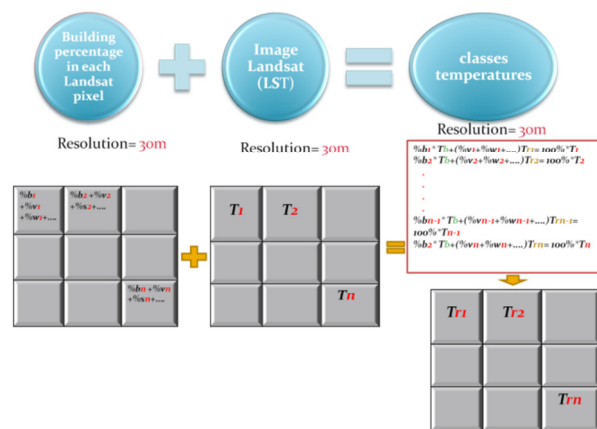 Building
percentage
in each
Landsat
pixel
Image
Landsat
(LST)
classes
temperatures
Resolution= 30m
Resolution= 30m
Resolution= 30m
%b1* Tb+(%v1+%w1+....)Tr1= 100%*T1
%b2* Tb+(%v2+%w2+....)Tr2= 100%*T2
.
.
.
.
%bn-1* Tb+(%vn-1+%wn-1+....)Trn-1=
100%*Tn-1
%b2* Tb+(%vn+%wn+....)Trn= 100%*Tn
%b1
+%v1
+%w1+....
%b2 +%v2
+%s2+....
%bn +%vn
+%sn+....
T1
T2
Tn
Tr1
Tr2
Trn